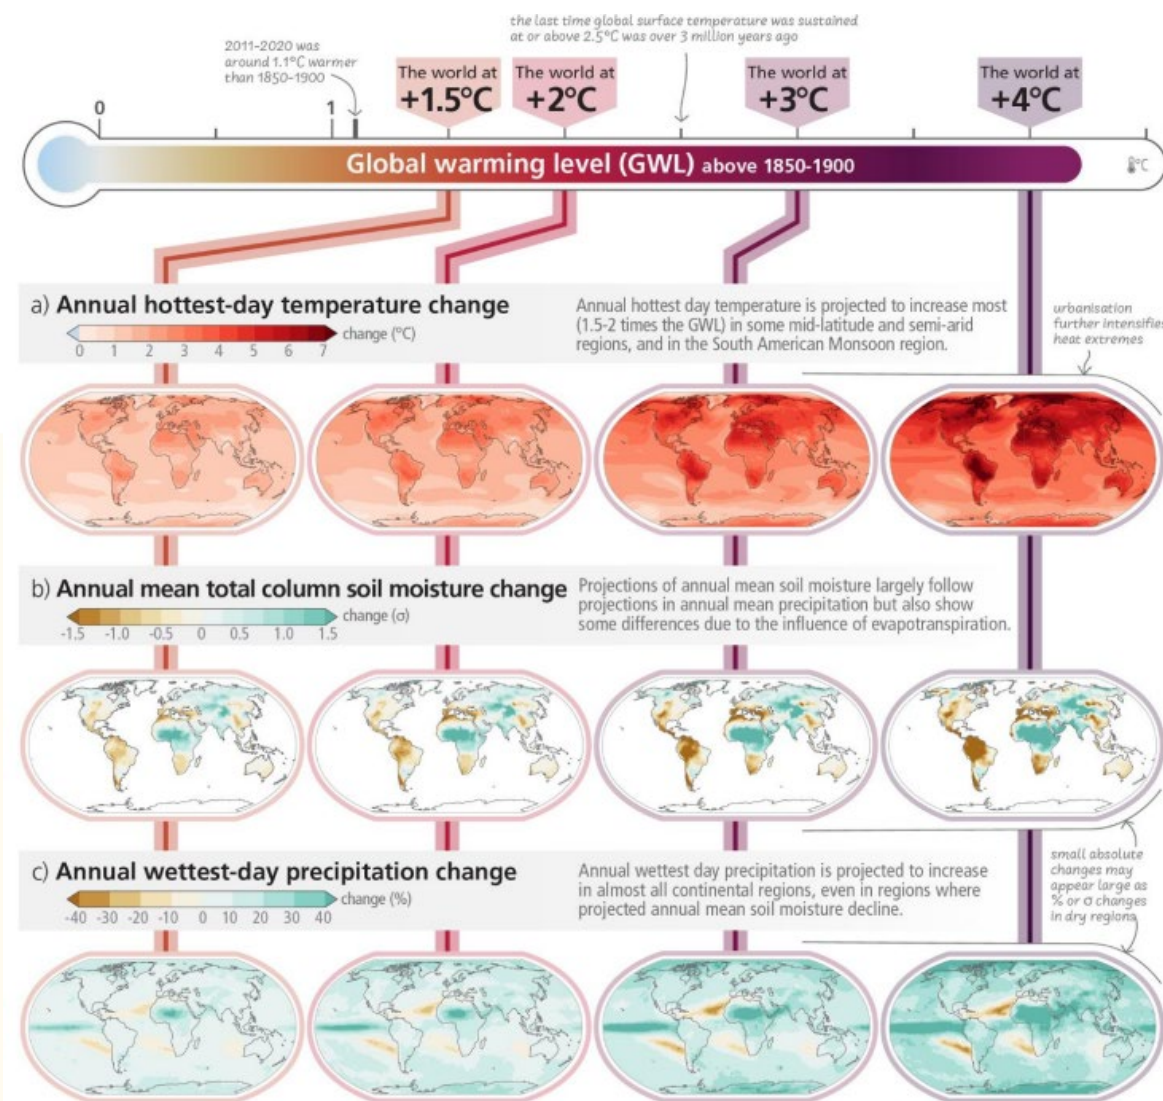 the last time global surface temperature was sustained
at or above 2.5°C was over 3 million years ago
2011-2020 was
around 1.1°C warmer
than 1850-1900
The world at
+1.5°C
The world at
+2°C
The world at
+3°C
The world at
+4°C
0 1
Global warming level (GWL) above 1850-1900
°C
a) Annual hottest-day temperature change
change (°C)
0 1 2 3 4 5 6 7
Annual hottest day temperature is projected to increase most
(1.5-2 times the GWL) in some mid-latitude and semi-arid
regions, and in the South American Monsoon region.
urbanisation
further intensifies
heat extremes
b) Annual mean total column soil moisture change
change (σ)
-1.5 -1.0 -0.5 0 0.5 1.0 1.5
Projections of annual mean soil moisture largely follow
projections in annual mean precipitation but also show
some differences due to the influence of evapotranspiration.
c) Annual wettest-day precipitation change
change (%)
-40 -30 -20 -10 0 10 20 30 40
Annual wettest day precipitation is projected to increase
in almost all continental regions, even in regions where
projected annual mean soil moisture decline.
small absolute
changes may
appear large as
% or σ changes
in dry regions